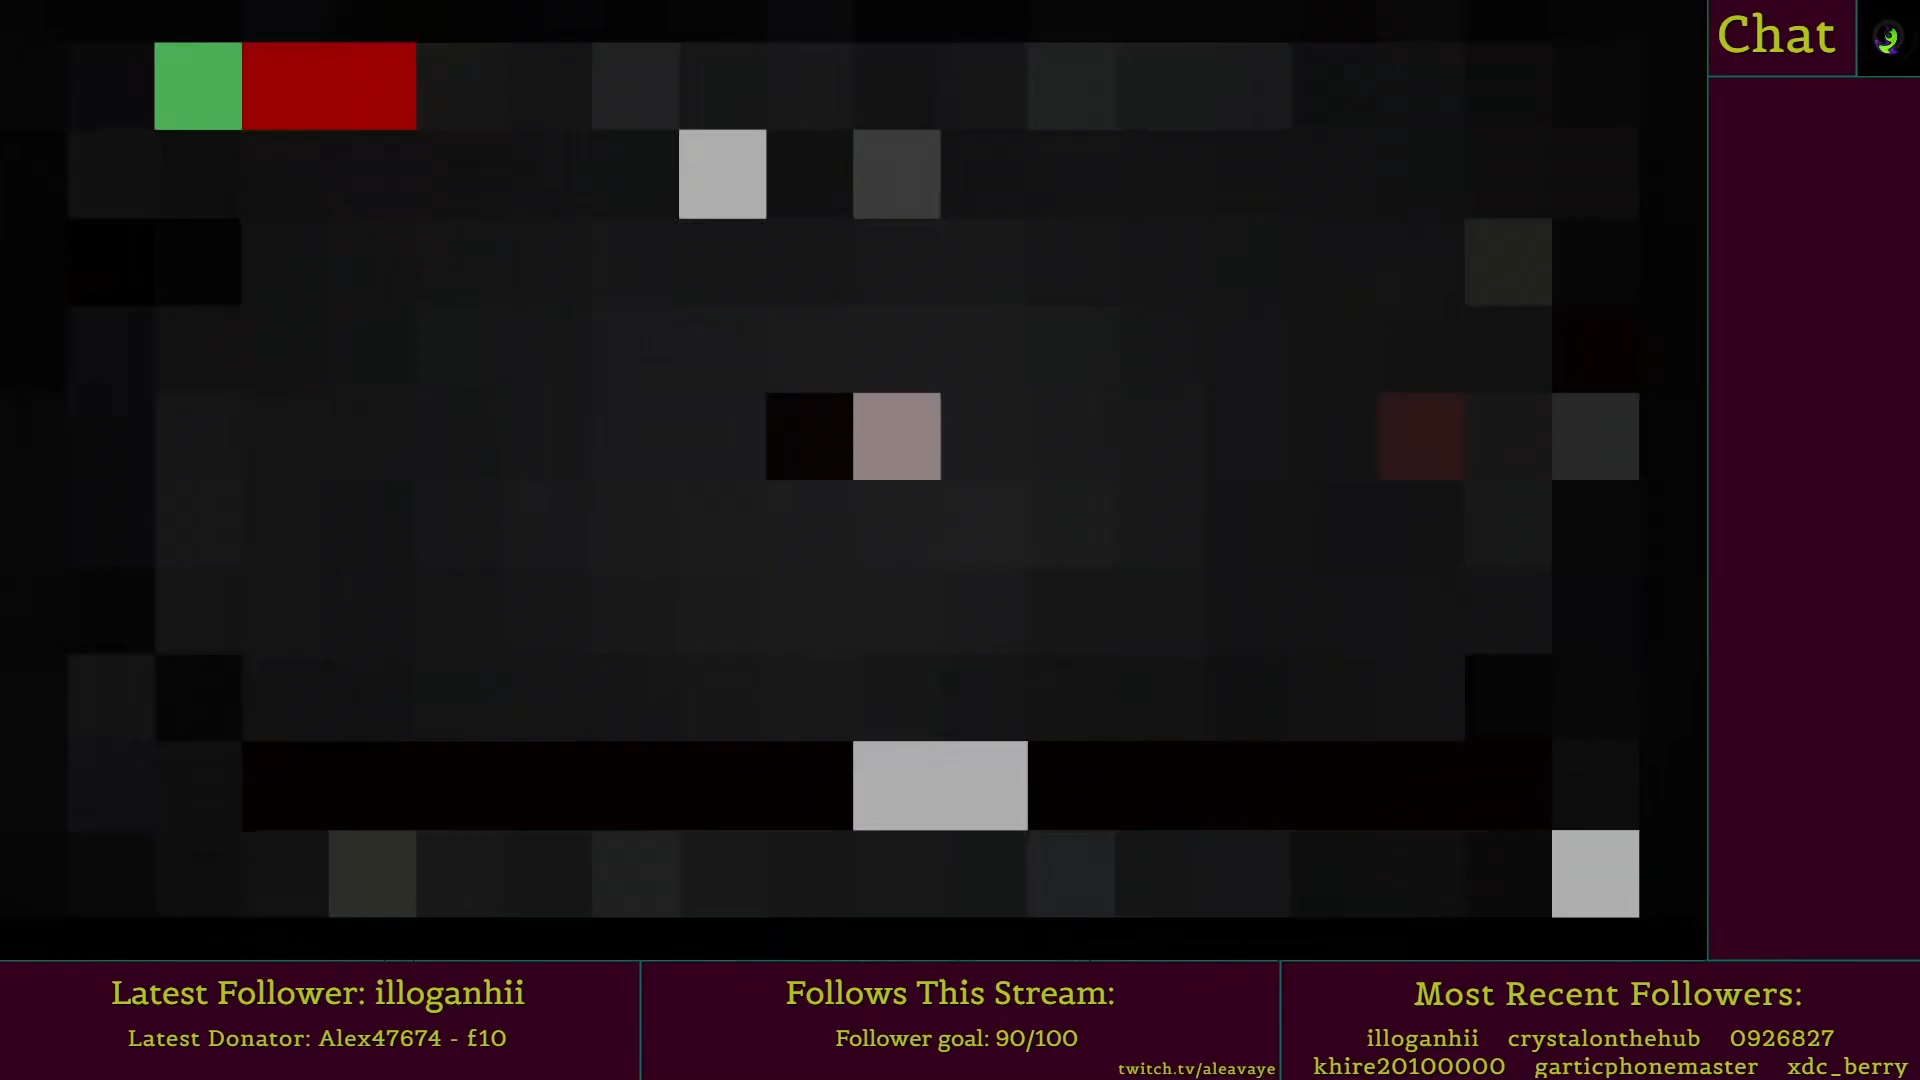 Chat
Latest Follower: illoganhii
Latest Donator: Alex47674 - £10
Follows This Stream:
Follower goal: 90/100
twitch.tv/aleavaye
Most Recent Followers:
illoganhii crystalonthehub 0926827
khire20100000 garticphonemaster xdc_berry